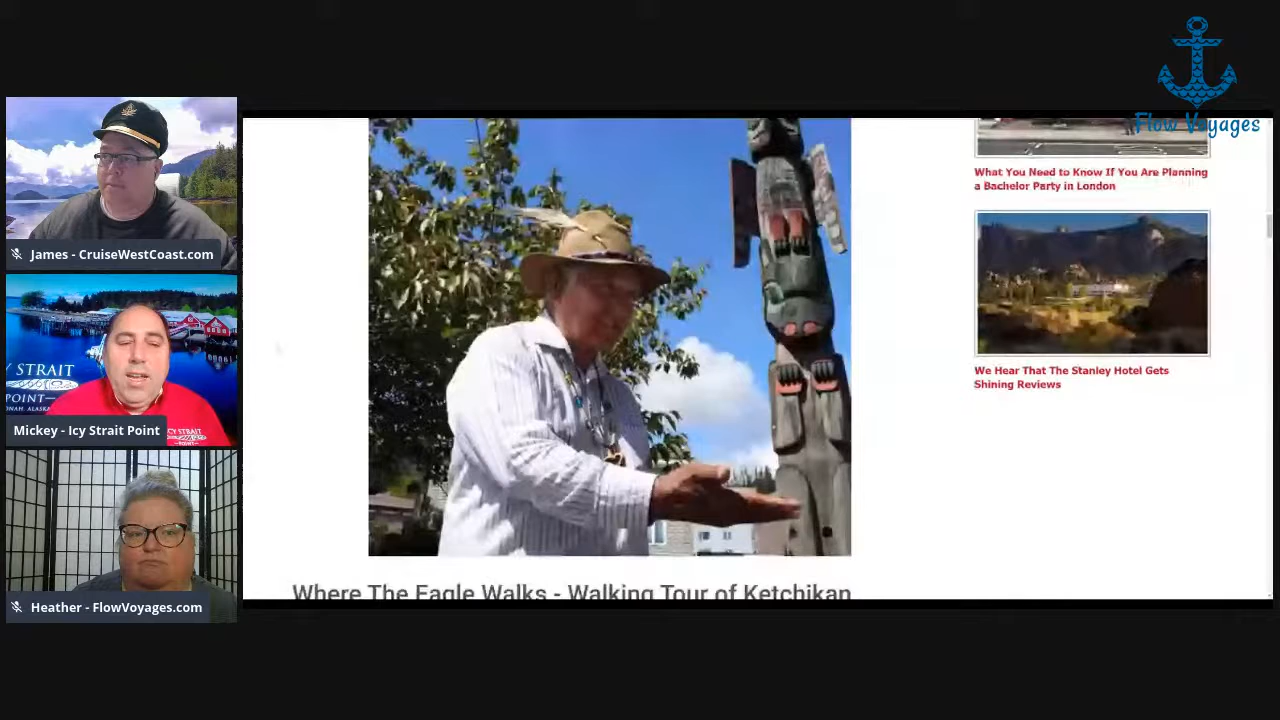 Flow Voyages
James - CruiseWestCoast.com
Y STRAIT
POINT
NAH, ALASKA
Mickey - Icy Strait Point
Heather - FlowVoyages.com
Where The Eagle Walks - Walking Tour of Ketchikan
What You Need to Know If You Are Planning
a Bachelor Party in London
We Hear That The Stanley Hotel Gets
Shining Reviews